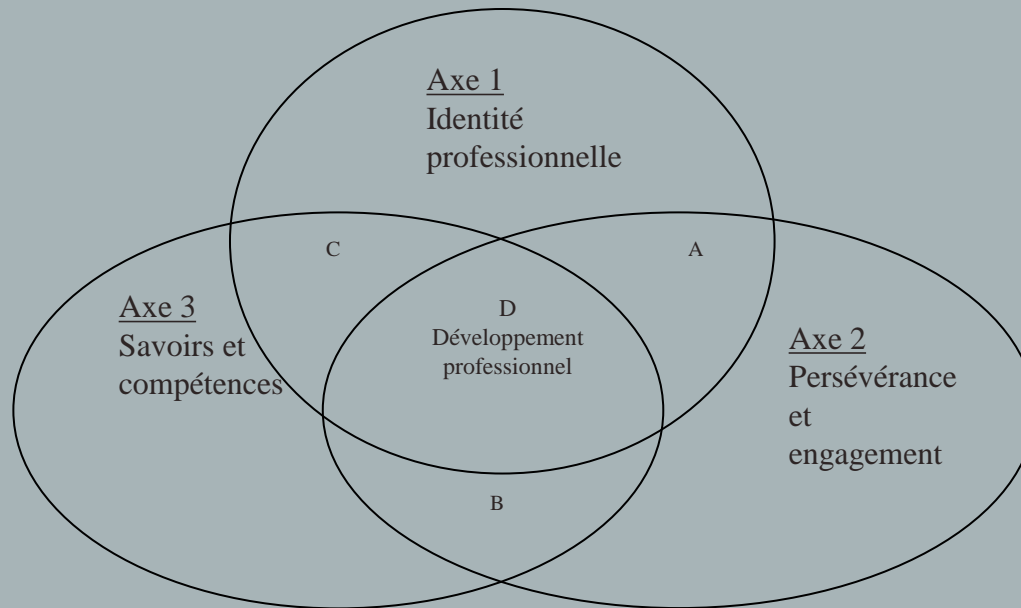 Axe 1
Identité
professionnelle
C
A
Axe 3
Savoirs et
compétences
D
Développement
professionnel
Axe 2
Persévérance
et
engagement
B